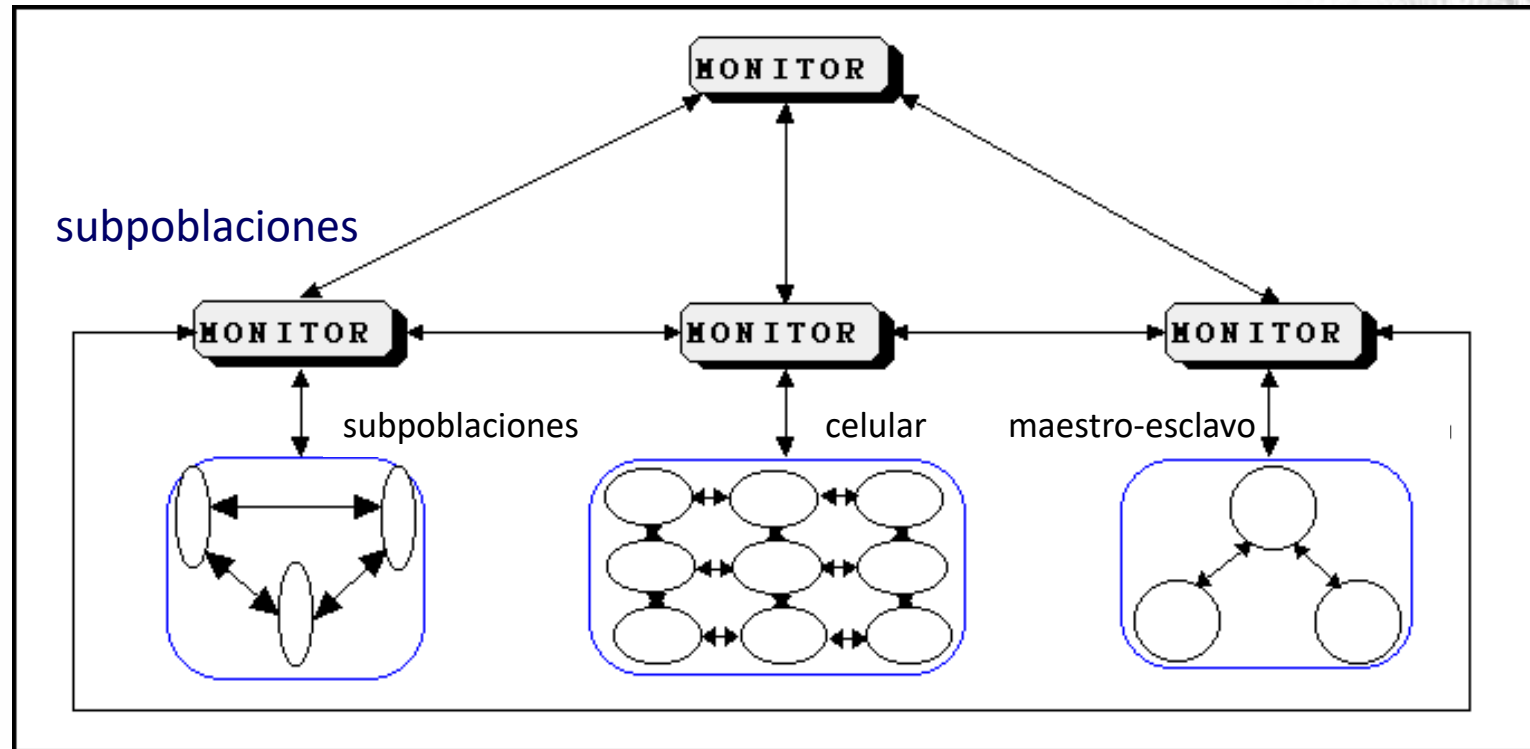 MONITOR
subpoblaciones
MONITOR
MONITOR
MONITOR
subpoblaciones
celular
maestro-esclavo